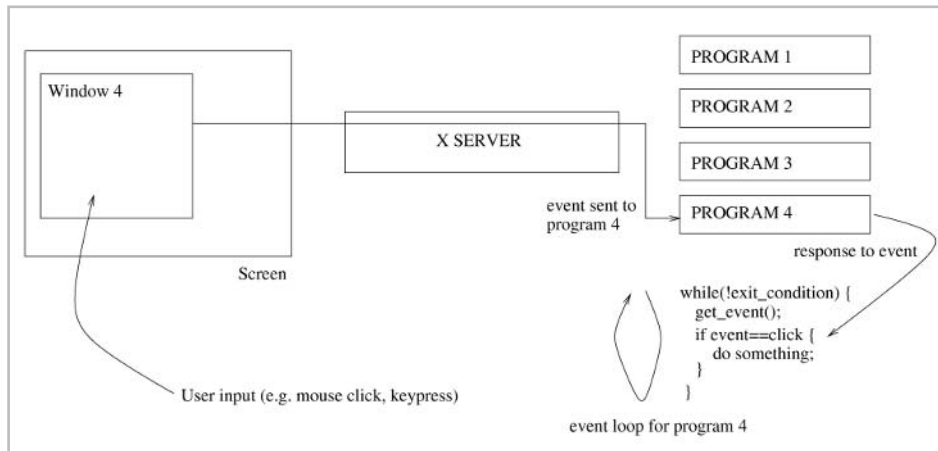 Window 4
Screen
User input (e.g. mouse click, keypress)
X SERVER
event sent to
program 4
PROGRAM 1
PROGRAM 2
PROGRAM 3
PROGRAM 4
response to event
while(!exit_condition) {
get_event();
if event==click {
do something;
}
}
event loop for program 4